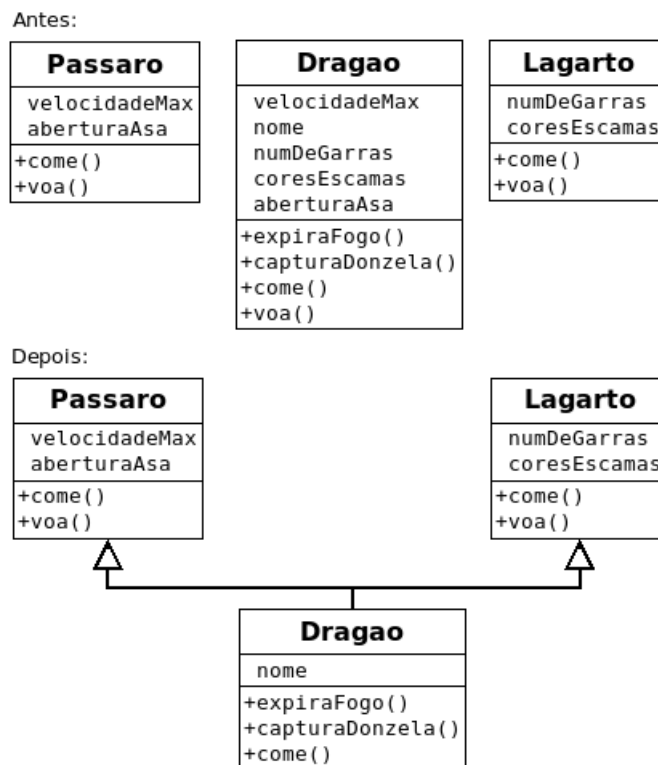 Antes:
Passaro
velocidadeMax
aberturaAsa
+come()
+voa()
Dragao
velocidadeMax
nome
numDeGarras
coresEscamas
aberturaAsa
+expiraFogo()
+capturaDonzela()
+come()
+voa()
Lagarto
numDeGarras
coresEscamas
+come()
+voa()
Depois:
Passaro
velocidadeMax
aberturaAsa
+come()
+voa()
Lagarto
numDeGarras
coresEscamas
+come()
+voa()
Dragao
nome
+expiraFogo()
+capturaDonzela()
+come()